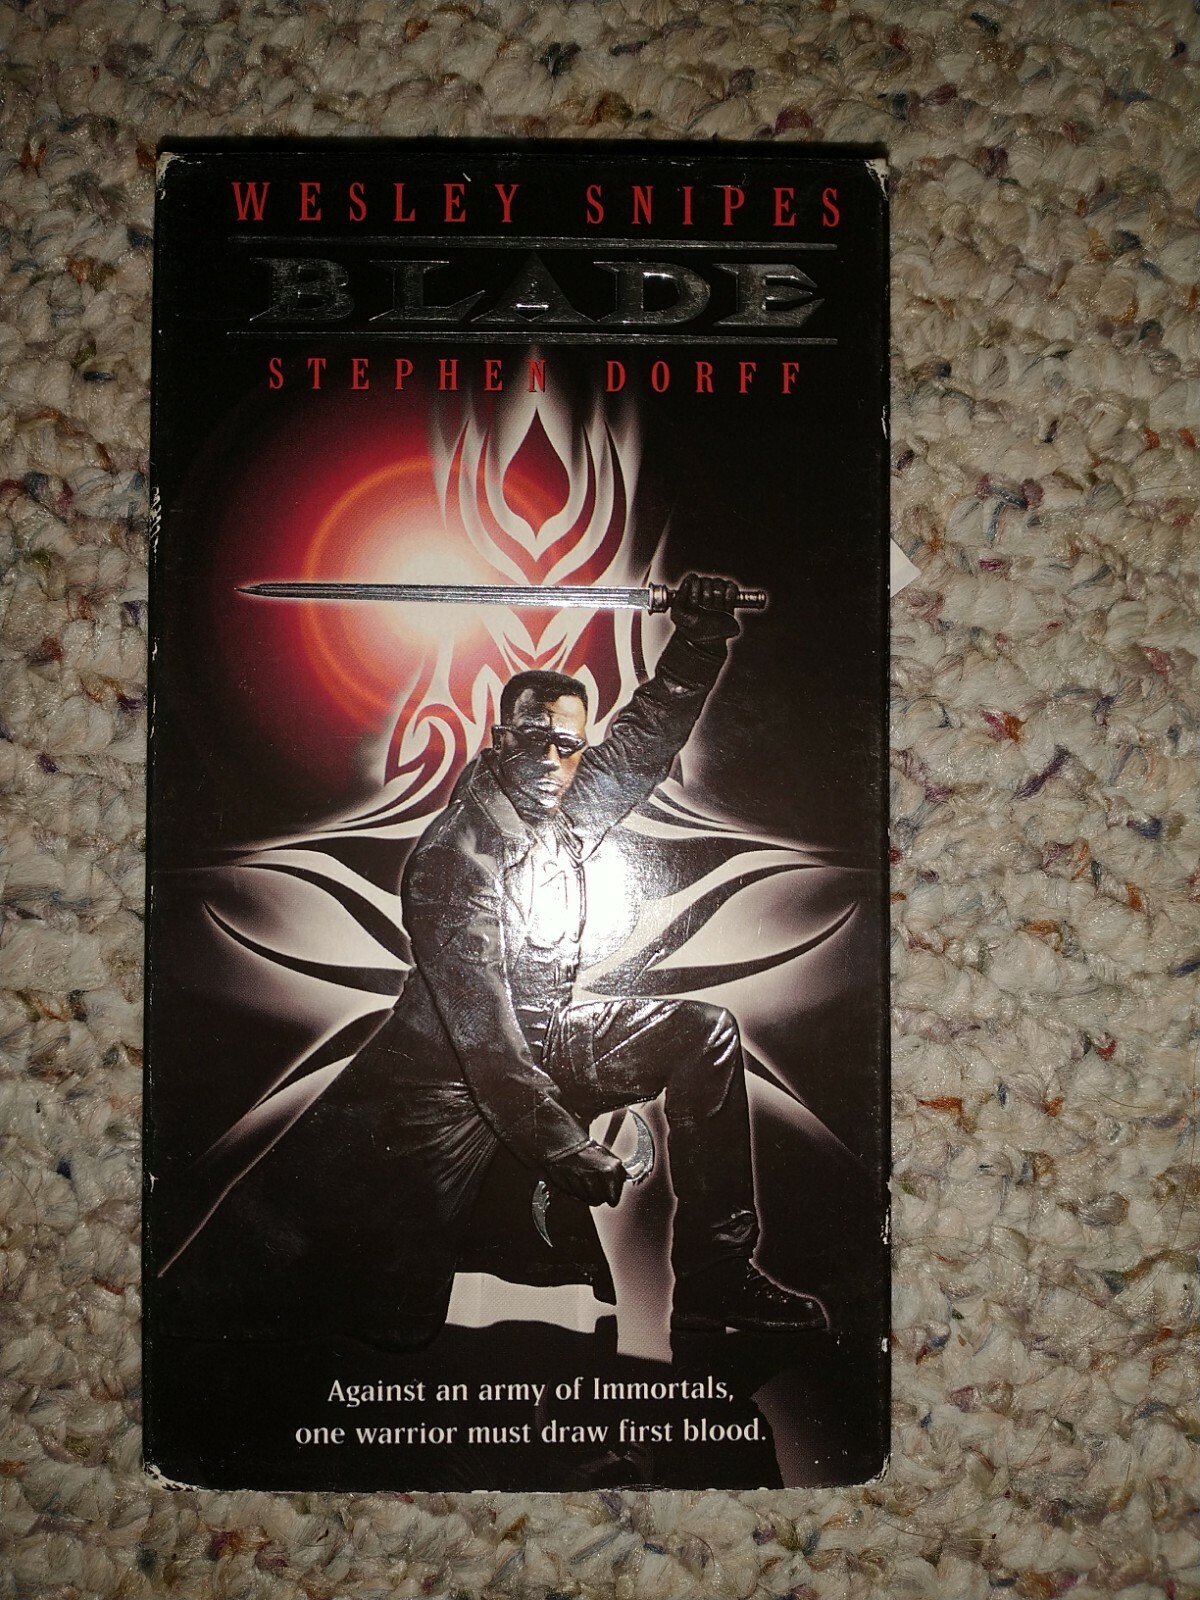 WESLEY SNIPES
BLADE
STEPHEN DORFF
Against an army of Immortals,
one warrior must draw first blood.